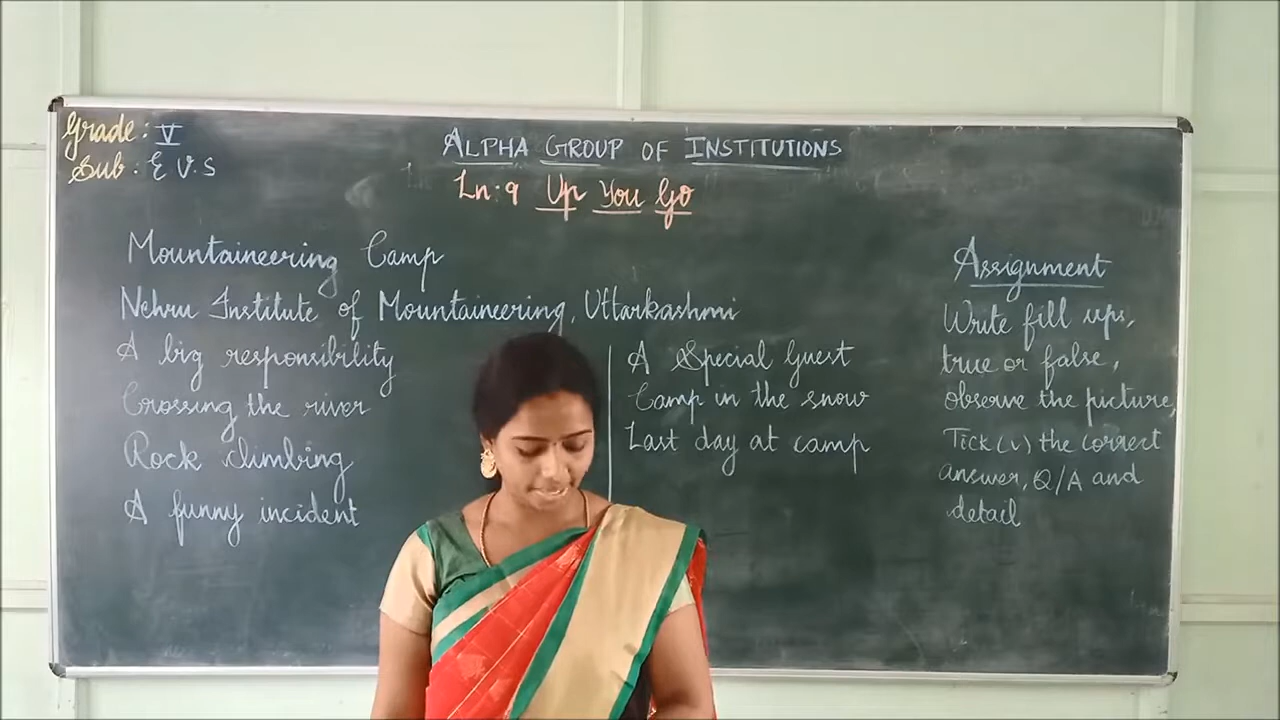 Grade: V
Sub: E V.S
ALPHA GROUP OF INSTITUTIONS
Ln: 9 Up You Go
Mountaineering Camp
Nehru Institute of Mountaineering, Uttarkashmi
A big responsibility
Crossing the river
Rock climbing
A funny incident
A Special Guest
Camp in the snow
Last day at camp
Assignment
Write fill ups,
true or false,
observe the picture,
Tick (✓) the correct
answer, Q/A and
detail